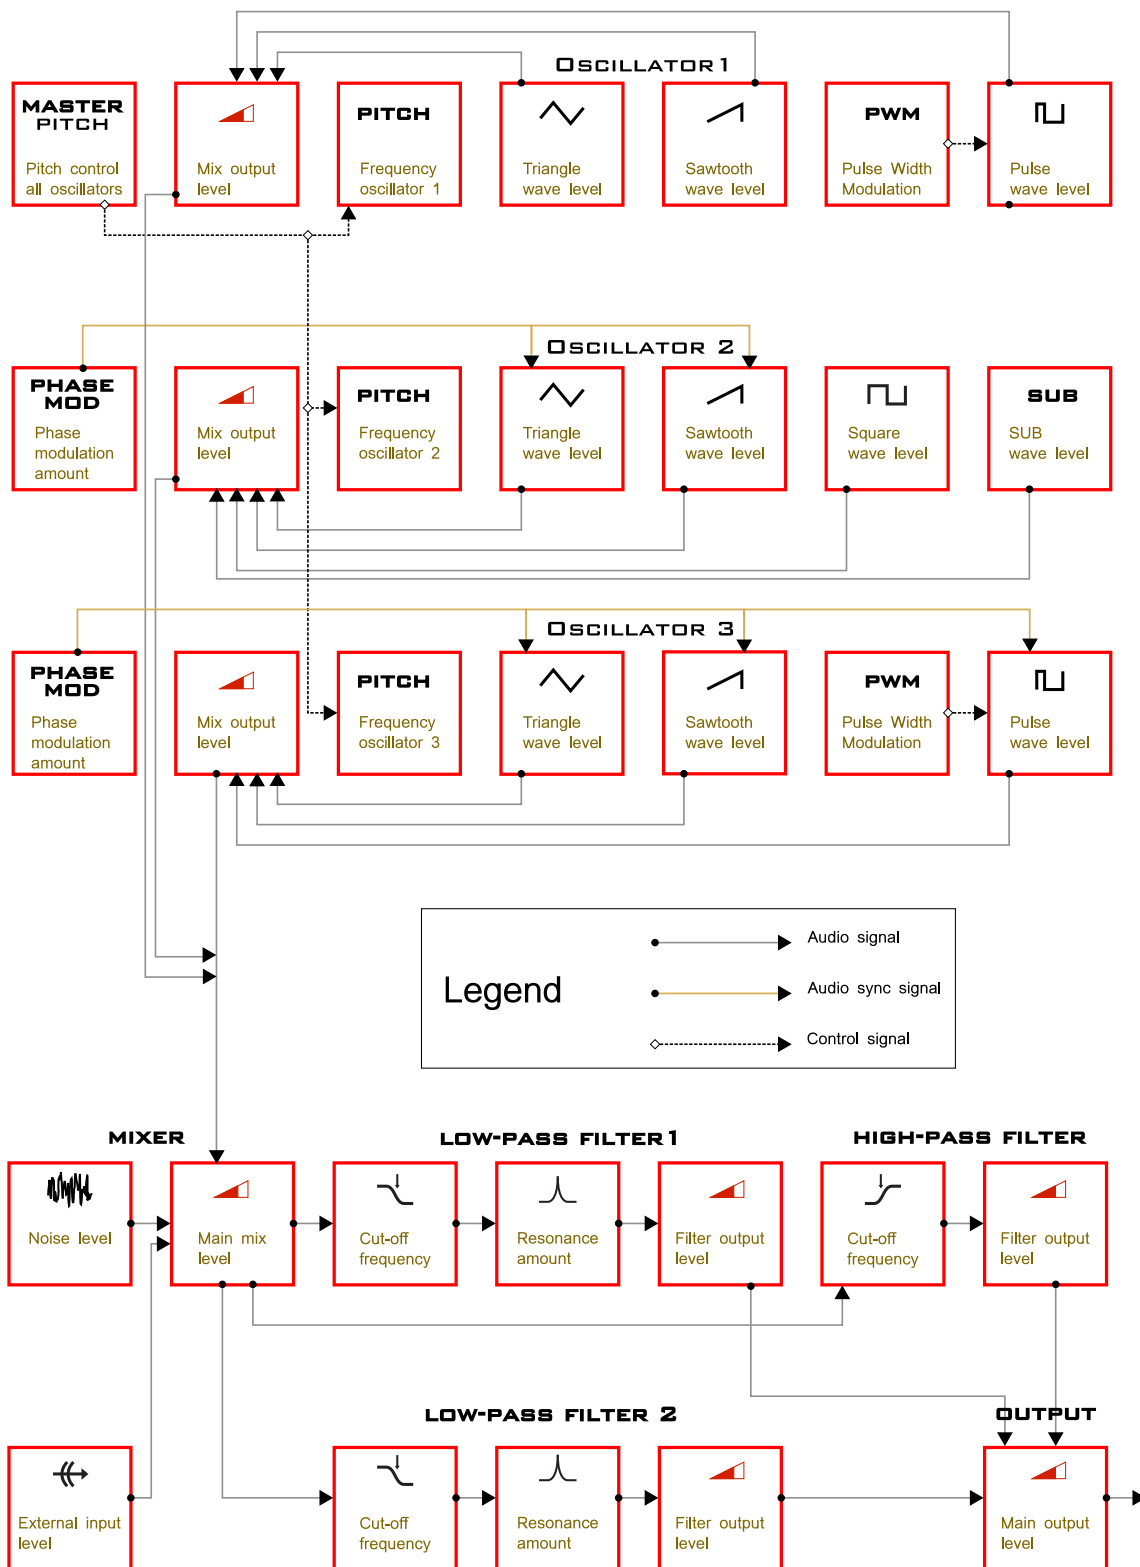 OSCILLATOR 1
MASTER
PITCH
Pitch control
all oscillators
Mix output
level
PITCH
Frequency
oscillator 1
Triangle
wave level
Sawtooth
wave level
PWM
Pulse Width
Modulation
Pulse
wave level
OSCILLATOR 2
PHASE
MOD
Phase
modulation
amount
Mix output
level
PITCH
Frequency
oscillator 2
Triangle
wave level
Sawtooth
wave level
Square
wave level
SUB
SUB
wave level
OSCILLATOR 3
PHASE
MOD
Phase
modulation
amount
Mix output
level
PITCH
Frequency
oscillator 3
Triangle
wave level
Sawtooth
wave level
PWM
Pulse Width
Modulation
Pulse
wave level
Legend
Audio signal
Audio sync signal
Control signal
MIXER
LOW-PASS FILTER 1
HIGH-PASS FILTER
Noise level
Main mix
level
Cut-off
frequency
Resonance
amount
Filter output
level
Cut-off
frequency
Filter output
level
LOW-PASS FILTER 2
OUTPUT
External input
level
Cut-off
frequency
Resonance
amount
Filter output
level
Main output
level